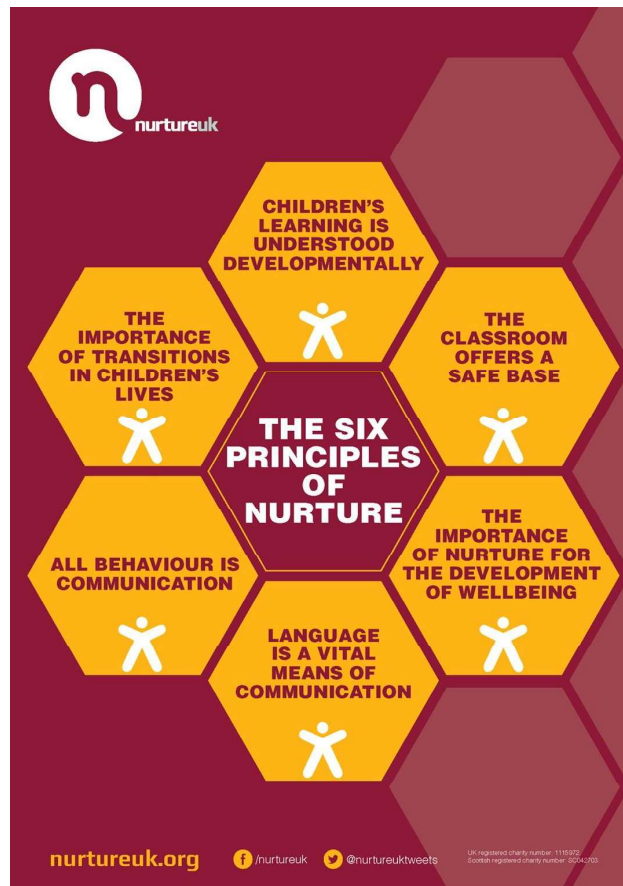 nurtureuk
CHILDREN'S
LEARNING IS
UNDERSTOOD
DEVELOPMENTALLY
THE
CLASSROOM
OFFERS A
SAFE BASE
THE
IMPORTANCE
OF NURTURE FOR
THE DEVELOPMENT
OF WELLBEING
LANGUAGE
IS A VITAL
MEANS OF
COMMUNICATION
ALL BEHAVIOUR IS
COMMUNICATION
THE
IMPORTANCE
OF TRANSITIONS
IN CHILDREN'S
LIVES
THE SIX
PRINCIPLES
OF
NURTURE
nurtureuk.org
/nurtureuk
@nurtureuktweets
UK registered charity number: 1115972
Scottish registered charity number: SC042703